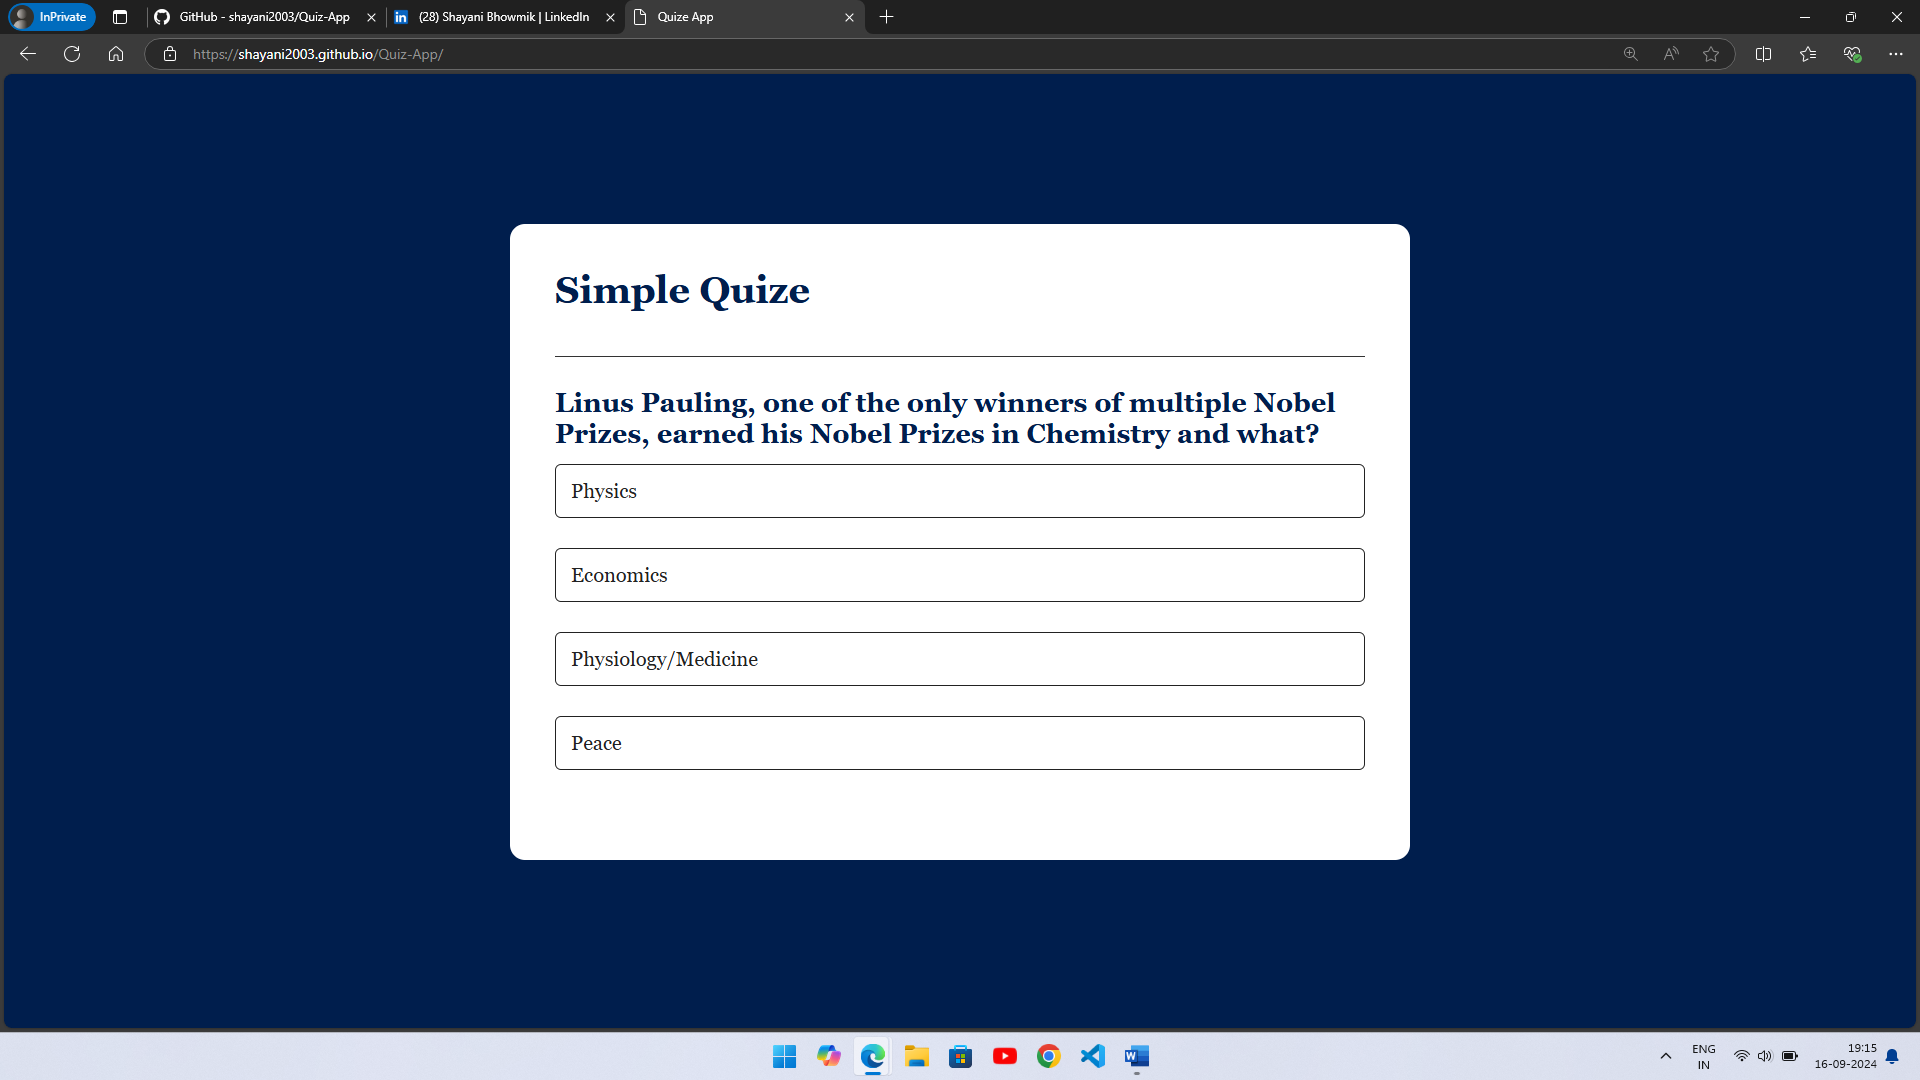 InPrivate
GitHub - shayani2003/Quiz-App
(28) Shayani Bhowmik | LinkedIn
Quize App
https://shayani2003.github.io/Quiz-App/
Simple Quize
Linus Pauling, one of the only winners of multiple Nobel
Prizes, earned his Nobel Prizes in Chemistry and what?
Physics
Economics
Physiology/Medicine
Peace
ENG
IN
19:15
16-09-2024